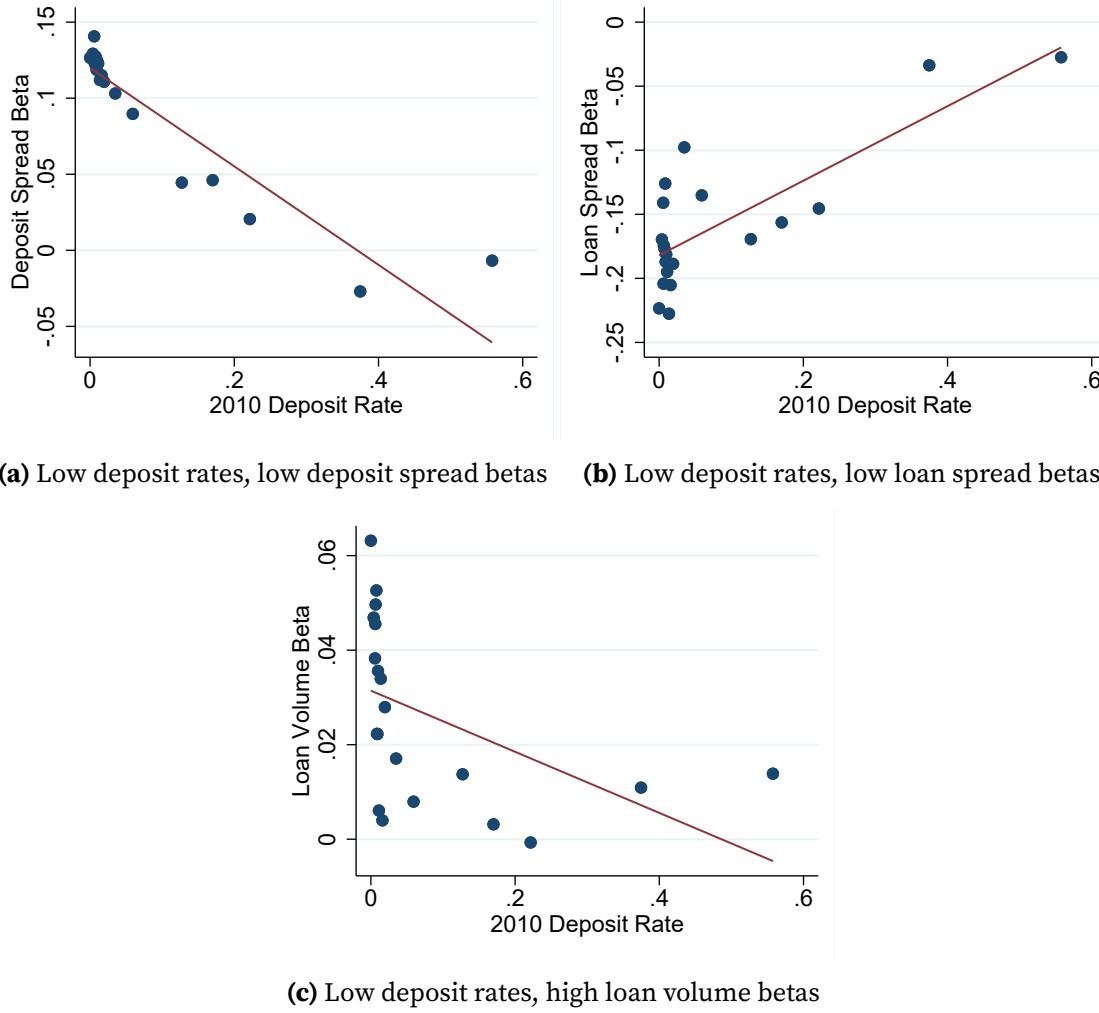 Deposit Spread Beta
.15
.1
.05
0
-.05
0 .2 .4 .6
2010 Deposit Rate
(a) Low deposit rates, low deposit spread betas
Loan Spread Beta
0
-.05
-.1
-.15
-.2
-.25
0 .2 .4 .6
2010 Deposit Rate
(b) Low deposit rates, low loan spread betas
Loan Volume Beta
.06
.04
.02
0
0 .2 .4 .6
2010 Deposit Rate
(c) Low deposit rates, high loan volume betas